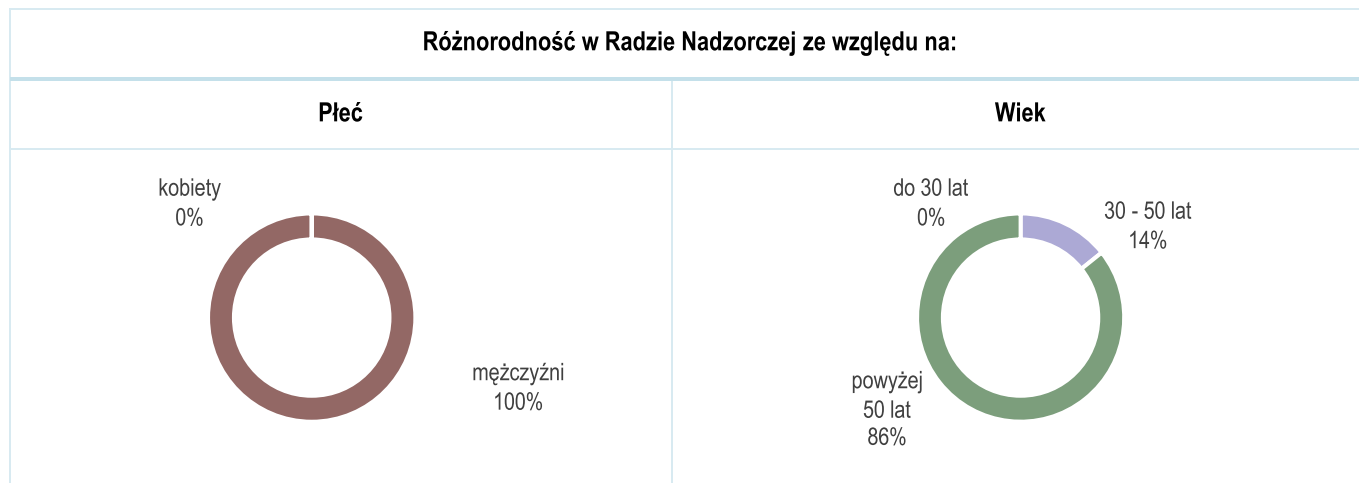 Różnorodność w Radzie Nadzorczej ze względu na:
Płeć
Wiek
kobiety
0%
mężczyźni
100%
do 30 lat
0%
30 - 50 lat
14%
powyżej
50 lat
86%